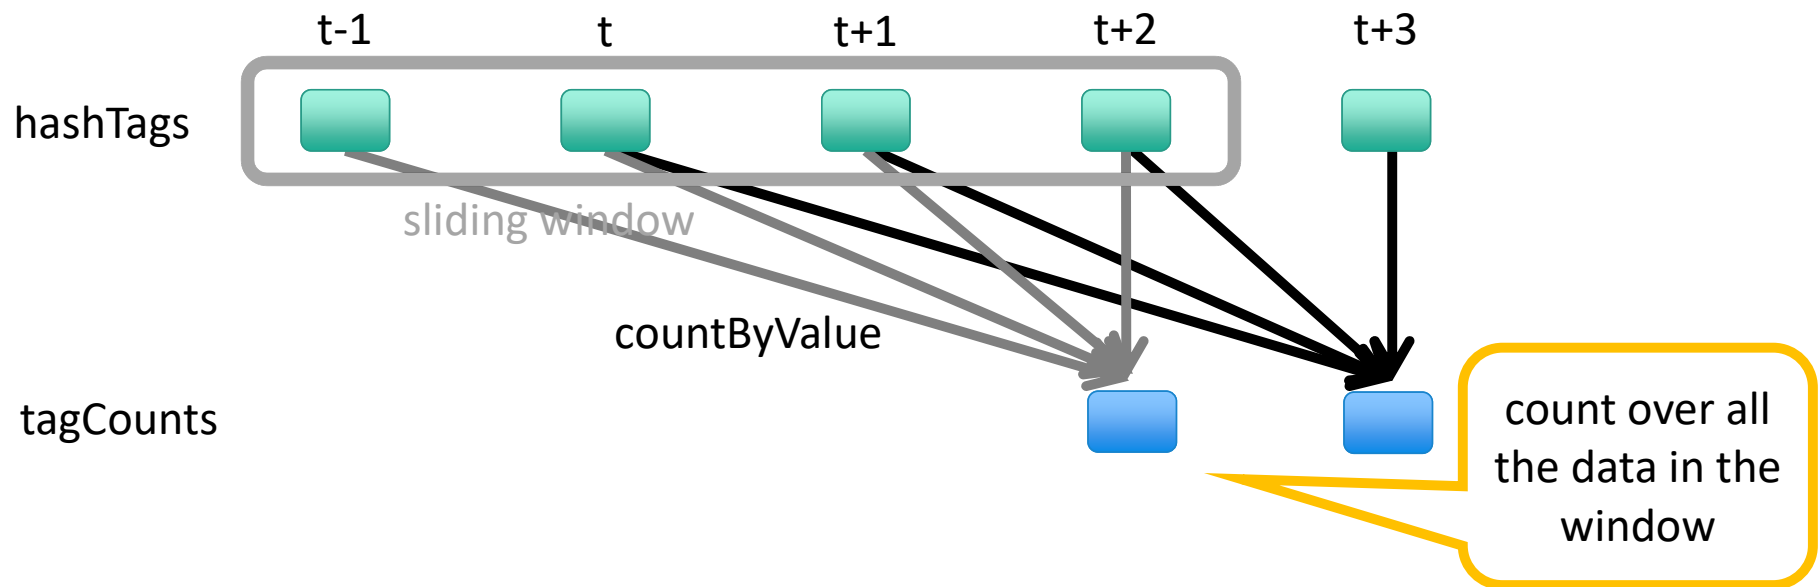 t-1 t t+1 t+2 t+3
hashTags
sliding window
countByValue
tagCounts
count over all
the data in the
window